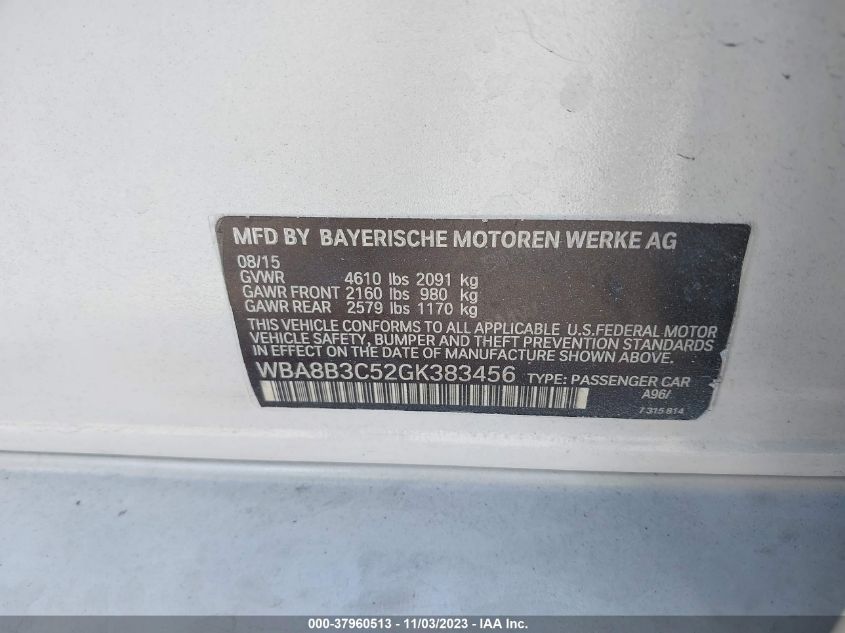 MFD BY BAYERISCHE MOTOREN WERKE AG
08/15
GVWR 4610 lbs 2091 kg
GAWR FRONT 2160 lbs 980 kg
GAWR REAR 2579 lbs 1170 kg
THIS VEHICLE CONFORMS TO ALL APPLICABLE U.S.FEDERAL MOTOR
VEHICLE SAFETY, BUMPER AND THEFT PREVENTION STANDARDS
IN EFFECT ON THE DATE OF MANUFACTURE SHOWN ABOVE.
WBA8B3C52GK383456 TYPE: PASSENGER CAR
A96/
7 315 814
000-37960513 - 11/03/2023 - IAA Inc.